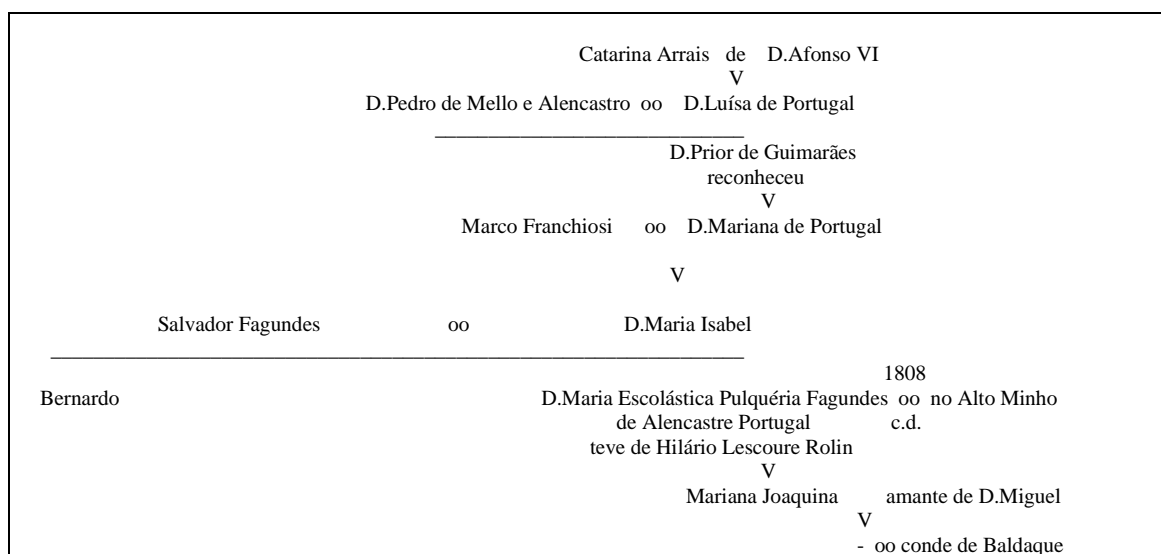 Catarina Arrais de D.Afonso VI
V
D.Pedro de Mello e Alencastro oo D.Luísa de Portugal
D.Prior de Guimarães
reconheceu
V
Marco Franchiosi oo D.Mariana de Portugal
V
Salvador Fagundes oo D.Maria Isabel
1808
Bernardo D.Maria Escolástica Pulquéria Fagundes oo no Alto Minho
de Alencastre Portugal c.d.
teve de Hilário Lescoure Rolin
V
Mariana Joaquina amante de D.Miguel
V
- oo conde de Baldaque